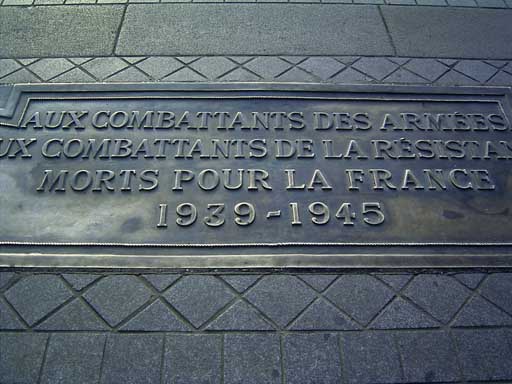 AUX COMBATTANTS DES ARMÉES
UX COMBATTANTS DE LA RÉSISTAN
MORTS POUR LA FRANCE
1939-1945